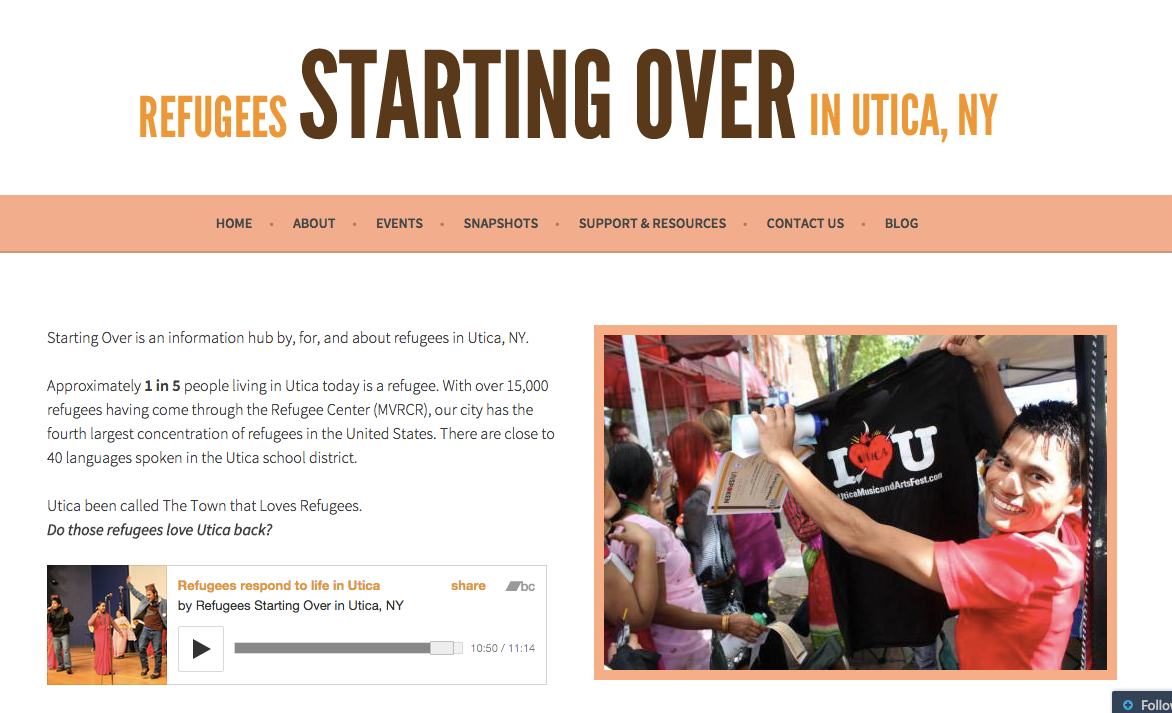 REFUGEES STARTING OVER IN UTICA, NY
HOME • ABOUT • EVENTS • SNAPSHOTS • SUPPORT & RESOURCES • CONTACT US • BLOG
Starting Over is an information hub by, for, and about refugees in Utica, NY.
Approximately 1 in 5 people living in Utica today is a refugee. With over 15,000
refugees having come through the Refugee Center (MVRCR), our city has the
fourth largest concentration of refugees in the United States. There are close to
40 languages spoken in the Utica school district.
Utica been called The Town that Loves Refugees.
Do those refugees love Utica back?
Refugees respond to life in Utica
share
bc
by Refugees Starting Over in Utica, NY
10:50 / 11:14
I UTICA U
UticaMusicandArtsFest.com
Follo